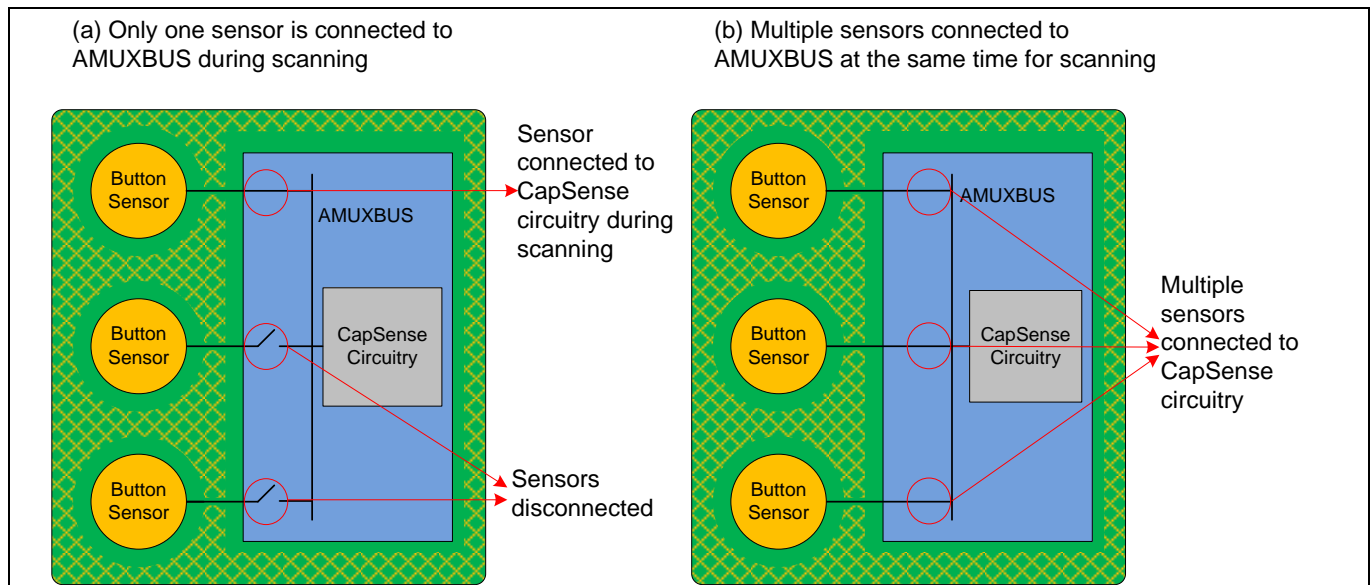 (a) Only one sensor is connected to
AMUXBUS during scanning
Button
Sensor
AMUXBUS
Sensor
connected to
CapSense
circuitry during
scanning
Button
Sensor
CapSense
Circuitry
Button
Sensor
Sensors
disconnected
(b) Multiple sensors connected to
AMUXBUS at the same time for scanning
Button
Sensor
AMUXBUS
Button
Sensor
CapSense
Circuitry
Multiple
sensors
connected to
CapSense
circuitry
Button
Sensor